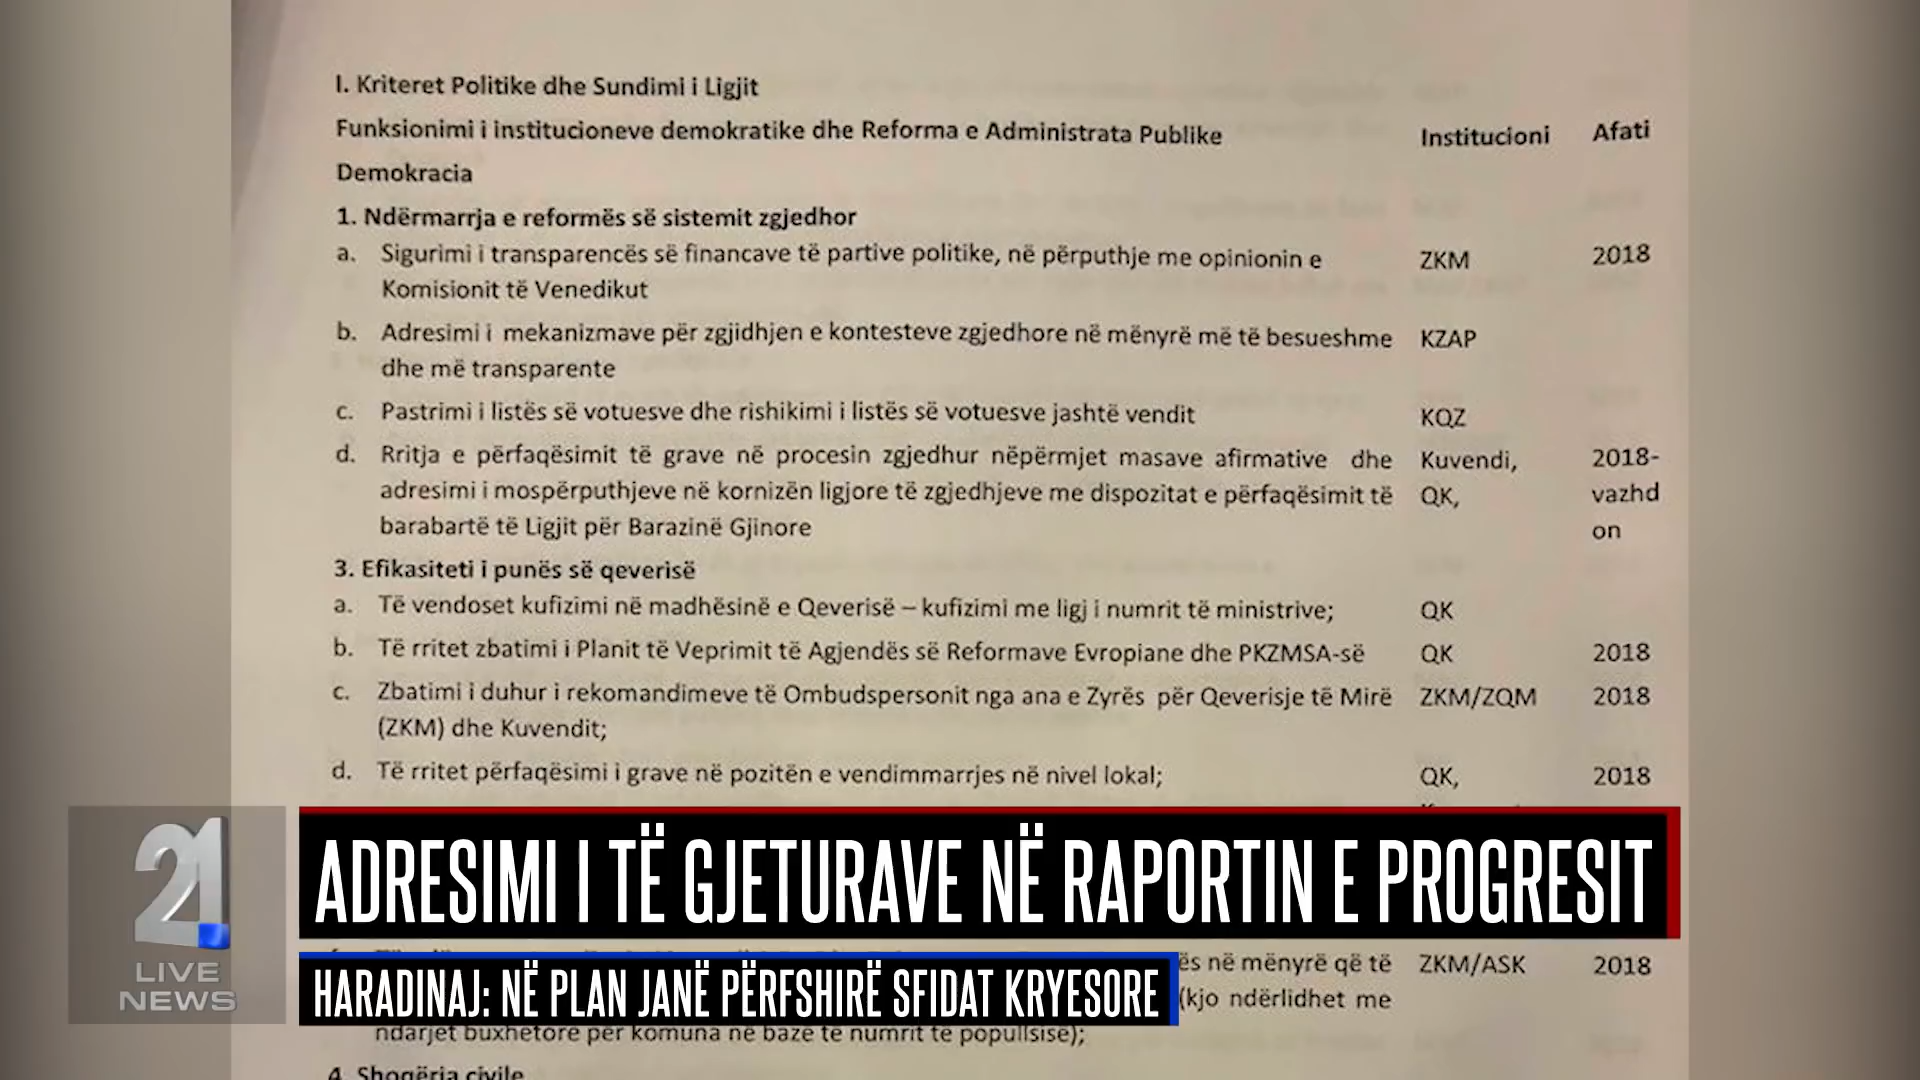 I. Kriteret Politike dhe Sundimi i Ligjit
Funksionimi i institucioneve demokratike dhe Reforma e Administrata Publike Institucioni Afati
Demokracia
1. Ndërmarrja e reformës së sistemit zgjedhor
a. Sigurimi i transparencës së financave të partive politike, në përputhje me opinionin e ZKM 2018
Komisionit të Venedikut
b. Adresimi i mekanizmave për zgjidhjen e kontesteve zgjedhore në mënyrë më të besueshme KZAP
dhe më transparente
c. Pastrimi i listës së votuesve dhe rishikimi i listës së votuesve jashtë vendit KQZ
d. Rritja e përfaqësimit të grave në procesin zgjedhur nëpërmjet masave afirmative dhe Kuvendi, 2018-
adresimi i mospërputhjeve në kornizën ligjore të zgjedhjeve me dispozitat e përfaqësimit të QK, vazhd
barabartë të Ligjit për Barazinë Gjinore on
3. Efikasiteti i punës së qeverisë
a. Të vendoset kufizimi në madhësinë e Qeverisë – kufizimi me ligj i numrit të ministrive; QK
b. Të rritet zbatimi i Planit të Veprimit të Agjendës së Reformave Evropiane dhe PKZMSA-së QK 2018
c. Zbatimi i duhur i rekomandimeve të Ombudspersonit nga ana e Zyrës për Qeverisje të Mirë ZKM/ZQM 2018
(ZKM) dhe Kuvendit;
d. Të rritet përfaqësimi i grave në pozitën e vendimmarrjes në nivel lokal; QK, 2018
21
LIVE
NEWS
ADRESIMI I TË GJETURAVE NË RAPORTIN E PROGRESIT
HARADINAJ: NË PLAN JANË PËRFSHIRË SFIDAT KRYESORE
ës në mënyrë që të ZKM/ASK 2018
(kjo ndërlidhet me
ndarjet buxhetore për komuna në bazë të numrit të popullsisë);
4. Shoqëria civile